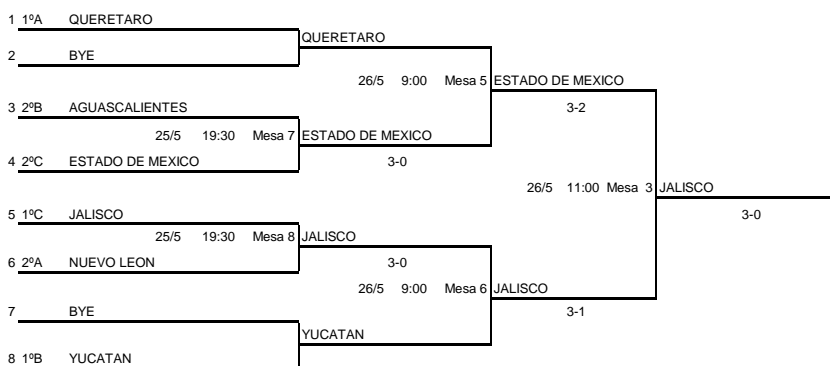 1 1ºA QUERETARO
QUERETARO
2 BYE
26/5 9:00 Mesa 5 ESTADO DE MEXICO
3 2ºB AGUASCALIENTES 3-2
25/5 19:30 Mesa 7 ESTADO DE MEXICO
4 2ºC ESTADO DE MEXICO 3-0
26/5 11:00 Mesa 3 JALISCO
5 1ºC JALISCO 3-0
25/5 19:30 Mesa 8 JALISCO
6 2ºA NUEVO LEON 3-0
26/5 9:00 Mesa 6 JALISCO
7 BYE 3-1
YUCATAN
8 1ºB YUCATAN